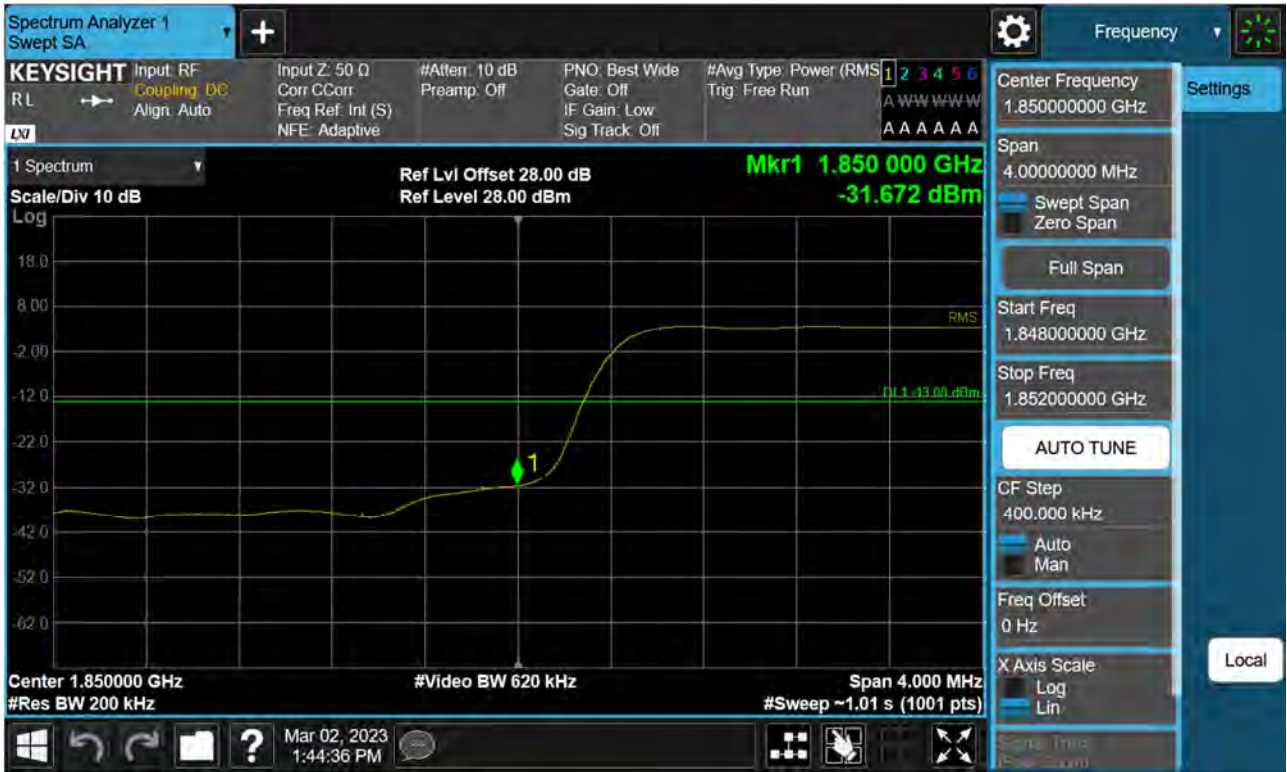 Spectrum Analyzer 1
Swept SA
Frequency
KEYSIGHT
RL
LXI
Input: RF
Coupling: DC
Align: Auto
Input Z: 50 Ω
Corr CCorr
Freq Ref: Int (S)
NFE: Adaptive
#Atten: 10 dB
Preamp: Off
PNO: Best Wide
Gate: Off
IF Gain: Low
Sig Track: Off
#Avg Type: Power (RMS
Trig: Free Run
1 2 3 4 5 6
A W W W W W
A A A A A A
1 Spectrum
Scale/Div 10 dB
Log
Ref Lvl Offset 28.00 dB
Ref Level 28.00 dBm
Mkr1 1.850 000 GHz
-31.672 dBm
18.0
8.00
-2.00
-12.0
-22.0
-32.0
-42.0
-52.0
-62.0
RMS
DL1 -13.00 dBm
1
Center 1.850000 GHz
#Res BW 200 kHz
#Video BW 620 kHz
Span 4.000 MHz
#Sweep ~1.01 s (1001 pts)
Center Frequency
1.850000000 GHz
Span
4.00000000 MHz
Swept Span
Zero Span
Full Span
Start Freq
1.848000000 GHz
Stop Freq
1.852000000 GHz
AUTO TUNE
CF Step
400.000 kHz
Auto
Man
Freq Offset
0 Hz
X Axis Scale
Log
Lin
Settings
Local
?
Mar 02, 2023
1:44:36 PM